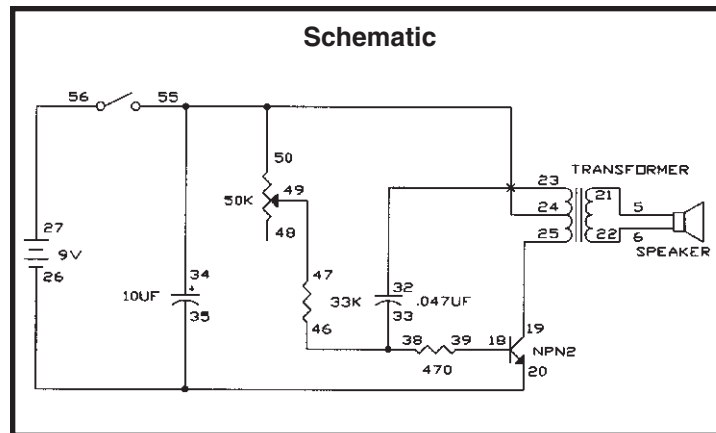 Schematic
56 55
50
49
50K
48
23
TRANSFORMER
21
24
5
25
22
6
SPEAKER
27
9V
26
34
+
10UF
35
47
33K
46
32
.047UF
33
19
38 39 18
NPN2
470
20